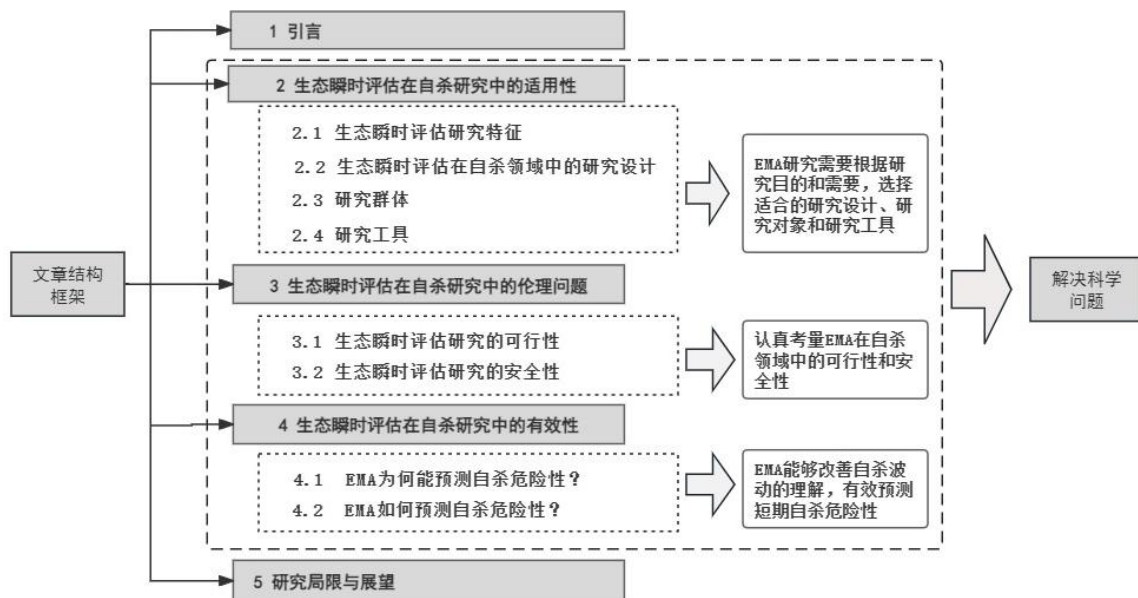 1 引言
2 生态瞬时评估在自杀研究中的适用性
2.1 生态瞬时评估研究特征
2.2 生态瞬时评估在自杀领域中的研究设计
2.3 研究群体
2.4 研究工具
EMA研究需要根据研
究目的和需要，选择
适合的研究设计、研
究对象和研究工具
文章结构
框架
3 生态瞬时评估在自杀研究中的伦理问题
解决科学
问题
3.1 生态瞬时评估研究的可行性
3.2 生态瞬时评估研究的安全性
认真考量EMA在自杀
领域中的可行性和安
全性
4 生态瞬时评估在自杀研究中的有效性
4.1 EMA为何能预测自杀危险性？
4.2 EMA如何预测自杀危险性？
EMA能够改善自杀波
动的理解，有效预测
短期自杀危险性
5 研究局限与展望